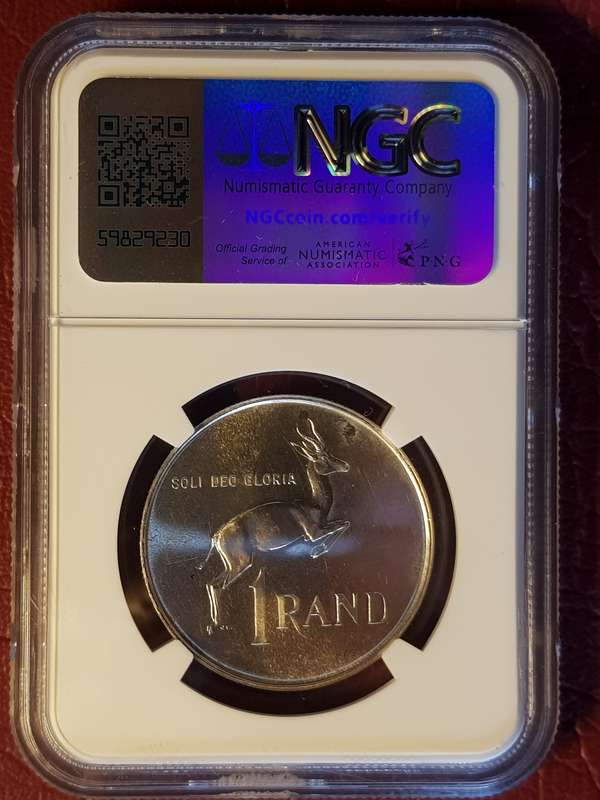 NGC
Numismatic Guaranty Company
NGCcoin.com/verify
59829230
Official Grading
Service of
AMERICAN
NUMISMATIC
ASSOCIATION
PNG
SOLI DEO GLORIA
1 RAND